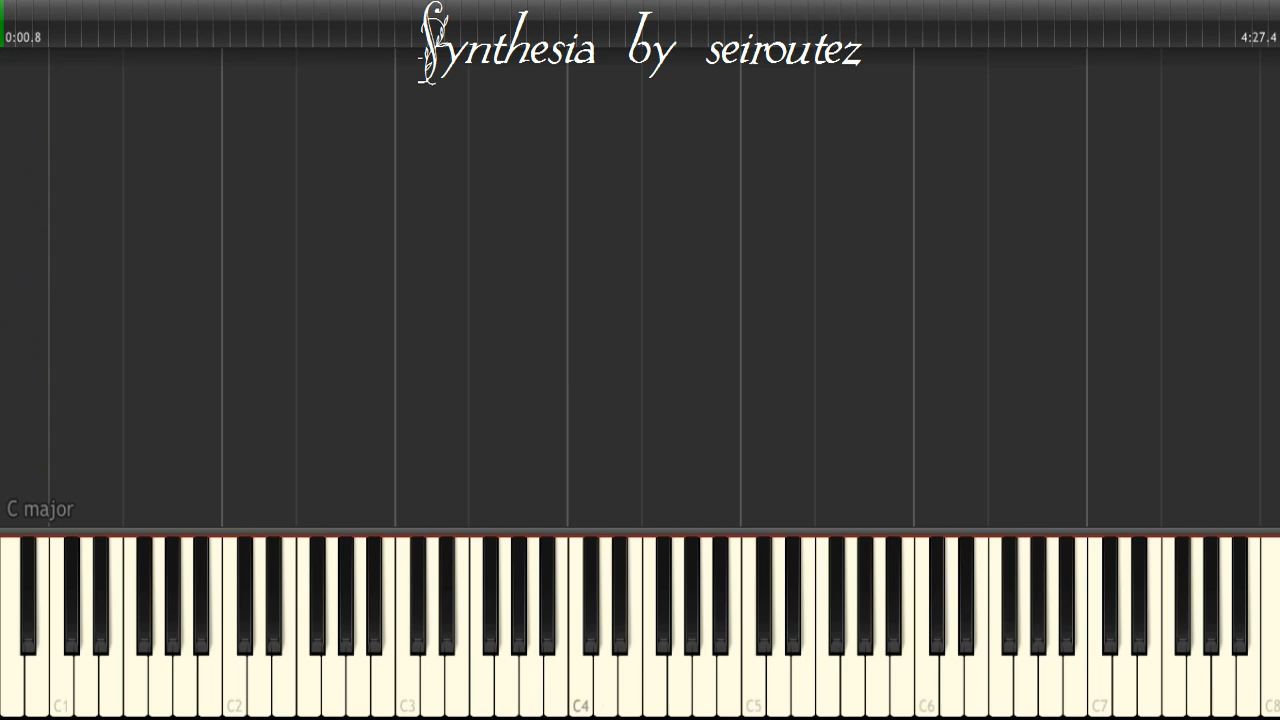 Synthesia by seiroutez
0:00.8
4:27.4
C major
C1 C2 C3 C4 C5 C6 C7 C8